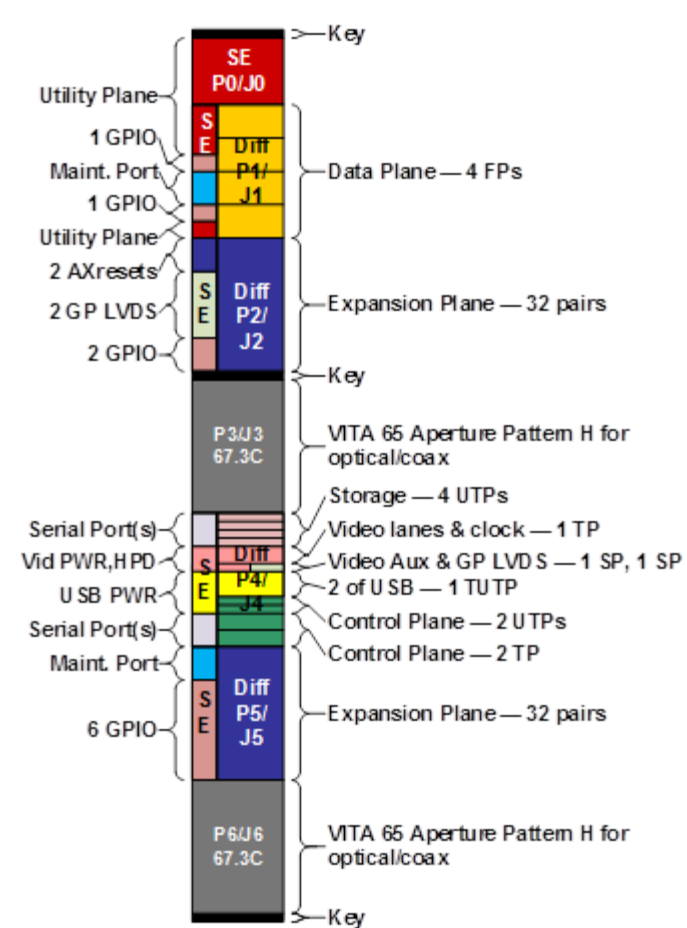 Key
SE
P0/J0
Utility Plane
SE
1 GPIO
Diff
P1/
J1
Maint. Port
Data Plane — 4 FPs
1 GPIO
Utility Plane
2 AXresets
SE
Diff
P2/
J2
2 GP LVDS
Expansion Plane — 32 pairs
2 GPIO
Key
P3/J3
67.3C
VITA 65 Aperture Pattern H for
optical/coax
Storage — 4 UTPs
Serial Port(s)
Video lanes & clock — 1 TP
Vid PWR,HPD
SE
Diff
P4/
J4
Video Aux & GP LVDS — 1 SP, 1 SP
USB PWR
2 of USB — 1 TUTP
Control Plane — 2 UTPs
Serial Port(s)
Control Plane — 2 TP
Maint. Port
SE
Diff
P5/
J5
6 GPIO
Expansion Plane — 32 pairs
P6/J6
67.3C
VITA 65 Aperture Pattern H for
optical/coax
Key